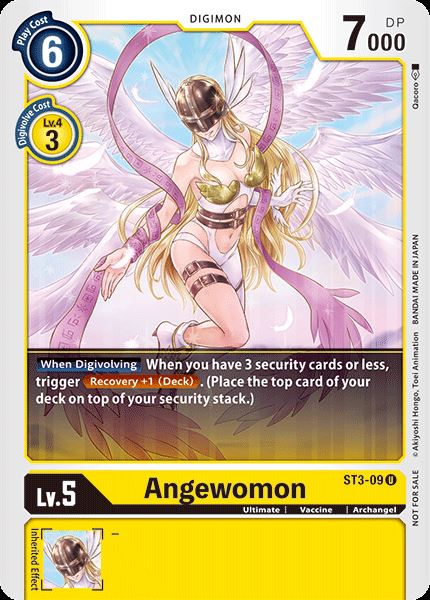 Play Cost
6
DIGIMON
DP
7000
Digivolve Cost
Lv.4
3
Qacoro
When Digivolving When you have 3 security cards or less,
trigger Recovery +1 (Deck). (Place the top card of your
deck on top of your security stack.)
© Akiyoshi Hongo, Toei Animation BANDAI MADE IN JAPAN
NOT FOR SALE
ST3-09 U
Lv.5
Angewomon
Ultimate | Vaccine | Archangel
Inherited Effect
–